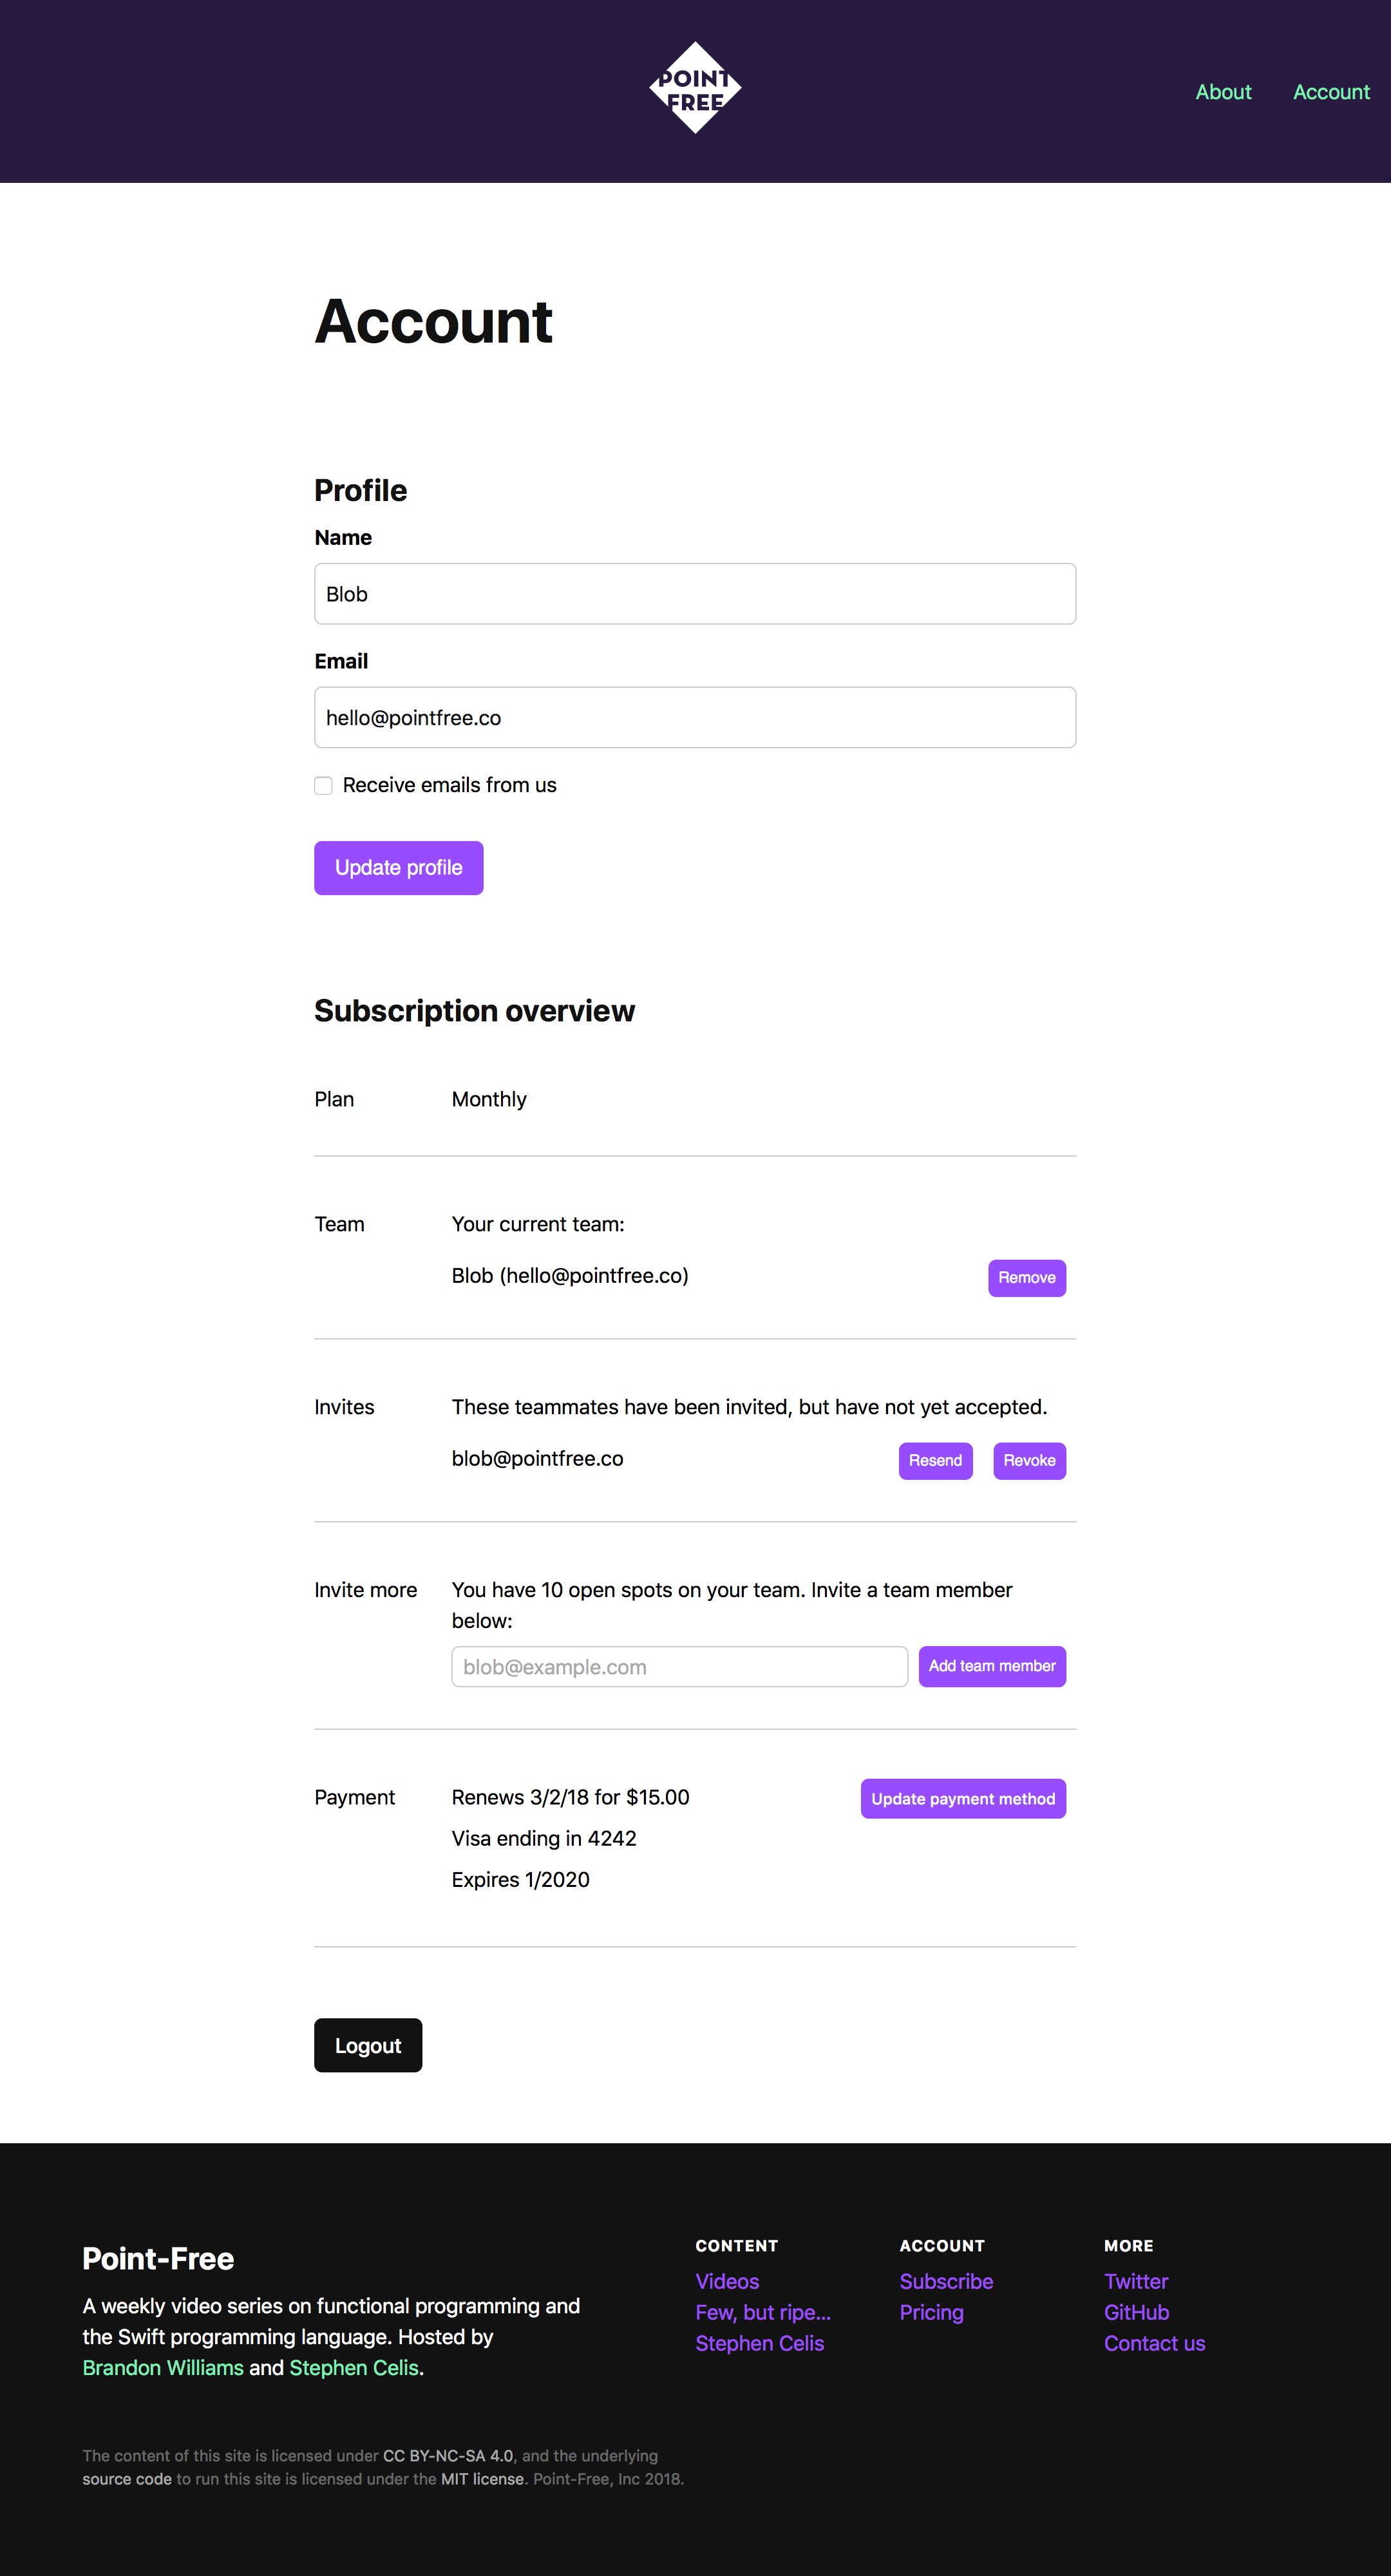 POINT
FREE
About Account
Account
Profile
Name
Blob
Email
hello@pointfree.co
Receive emails from us
Update profile
Subscription overview
Plan Monthly
Team Your current team:
Blob (hello@pointfree.co) Remove
Invites These teammates have been invited, but have not yet accepted.
blob@pointfree.co Resend Revoke
Invite more You have 10 open spots on your team. Invite a team member
below:
blob@example.com Add team member
Payment Renews 3/2/18 for $15.00 Update payment method
Visa ending in 4242
Expires 1/2020
Logout
Point-Free
A weekly video series on functional programming and
the Swift programming language. Hosted by
Brandon Williams and Stephen Celis.
CONTENT
Videos
Few, but ripe...
Stephen Celis
ACCOUNT
Subscribe
Pricing
MORE
Twitter
GitHub
Contact us
The content of this site is licensed under CC BY-NC-SA 4.0, and the underlying
source code to run this site is licensed under the MIT license. Point-Free, Inc 2018.